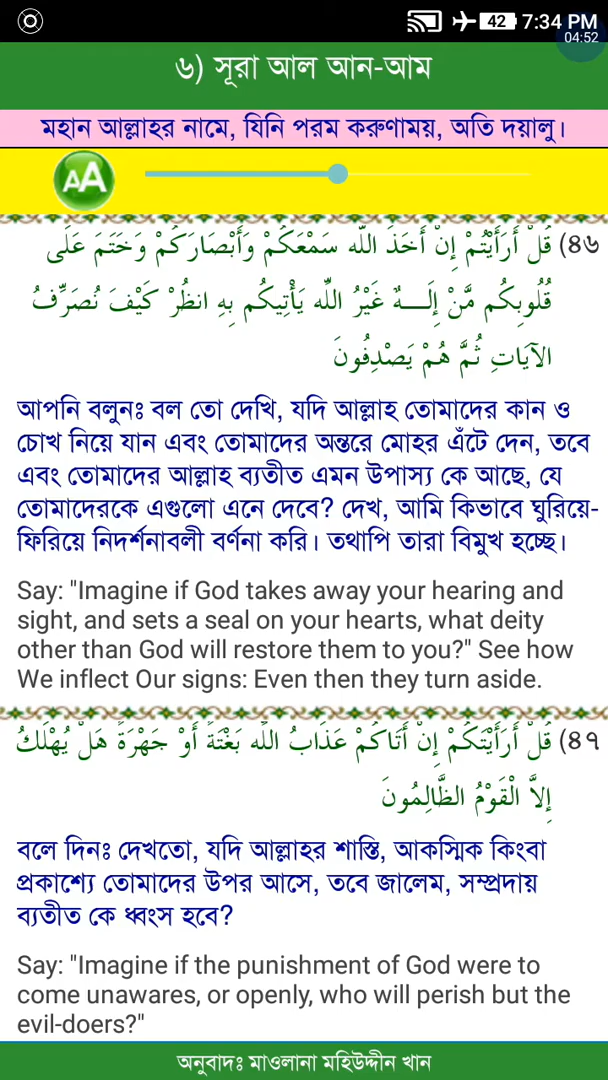 42 7:34 PM
04:52
৬) সূরা আল আন-আম
মহান আল্লাহর নামে, যিনি পরম করুণাময়, অতি দয়ালু।
AA
৪৬) قُلْ أَرَأَيْتُمْ إِنْ أَخَذَ اللّه سَمْعَكُمْ وَأَبْصَارَكُمْ وَخَتَمَ عَلَى
قُلُوبِكُم مَّنْ إِلَـهٌ غَيْرُ اللّه يَأْتِيكُم بِهِ انظُرْ كَيْفَ نُصَرِّفُ
الآيَاتِ ثُمَّ هُمْ يَصْدِفُونَ
আপনি বলুনঃ বল তো দেখি, যদি আল্লাহ তোমাদের কান ও
চোখ নিয়ে যান এবং তোমাদের অন্তরে মোহর এঁটে দেন, তবে
এবং তোমাদের আল্লাহ ব্যতীত এমন উপাস্য কে আছে, যে
তোমাদেরকে এগুলো এনে দেবে? দেখ, আমি কিভাবে ঘুরিয়ে-
ফিরিয়ে নিদর্শনাবলী বর্ণনা করি। তথাপি তারা বিমুখ হচ্ছে।
Say: "Imagine if God takes away your hearing and
sight, and sets a seal on your hearts, what deity
other than God will restore them to you?" See how
We inflect Our signs: Even then they turn aside.
৪৭) قُلْ أَرَأَيْتَكُمْ إِنْ أَتَاكُمْ عَذَابُ اللّه بَغْتَةً أَوْ جَهْرَةً هَلْ يُهْلَكُ
إِلاَّ الْقَوْمُ الظَّالِمُونَ
বলে দিনঃ দেখতো, যদি আল্লাহর শাস্তি, আকস্মিক কিংবা
প্রকাশ্যে তোমাদের উপর আসে, তবে জালেম, সম্প্রদায়
ব্যতীত কে ধ্বংস হবে?
Say: "Imagine if the punishment of God were to
come unawares, or openly, who will perish but the
evil-doers?"
অনুবাদঃ মাওলানা মহিউদ্দীন খান